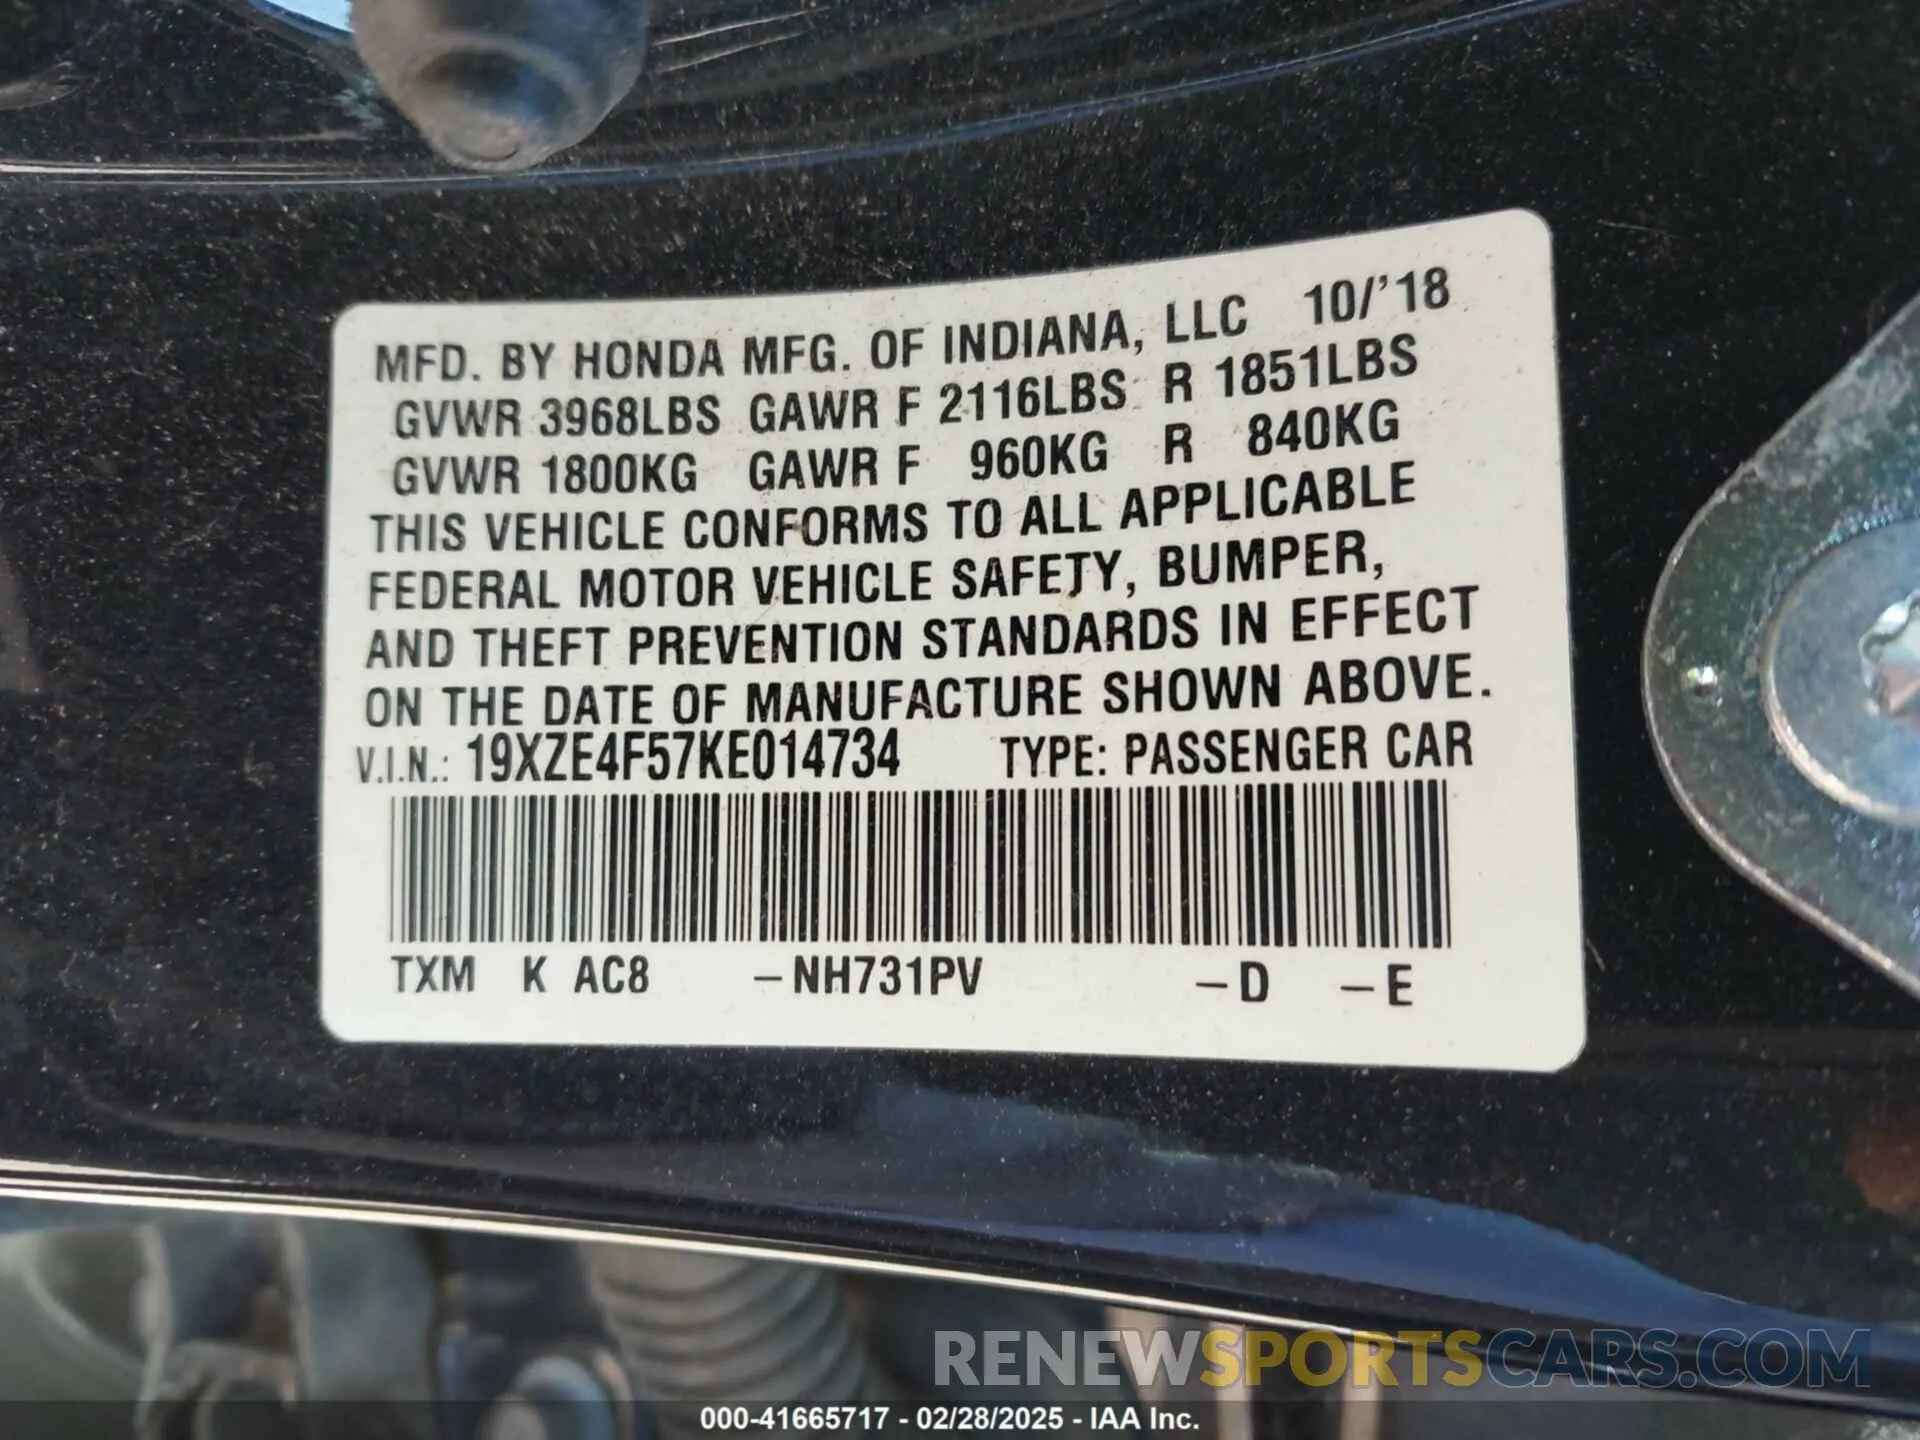 MFD. BY HONDA MFG. OF INDIANA, LLC 10/'18
GVWR 3968LBS GAWR F 2116LBS R 1851LBS
GVWR 1800KG GAWR F 960KG R 840KG
THIS VEHICLE CONFORMS TO ALL APPLICABLE
FEDERAL MOTOR VEHICLE SAFETY, BUMPER,
AND THEFT PREVENTION STANDARDS IN EFFECT
ON THE DATE OF MANUFACTURE SHOWN ABOVE.
V.I.N.: 19XZE4F57KE014734 TYPE: PASSENGER CAR
TXM K AC8 –NH731PV –D –E
RENEWSPORTSCARS.COM
000-41665717 - 02/28/2025 - IAA Inc.